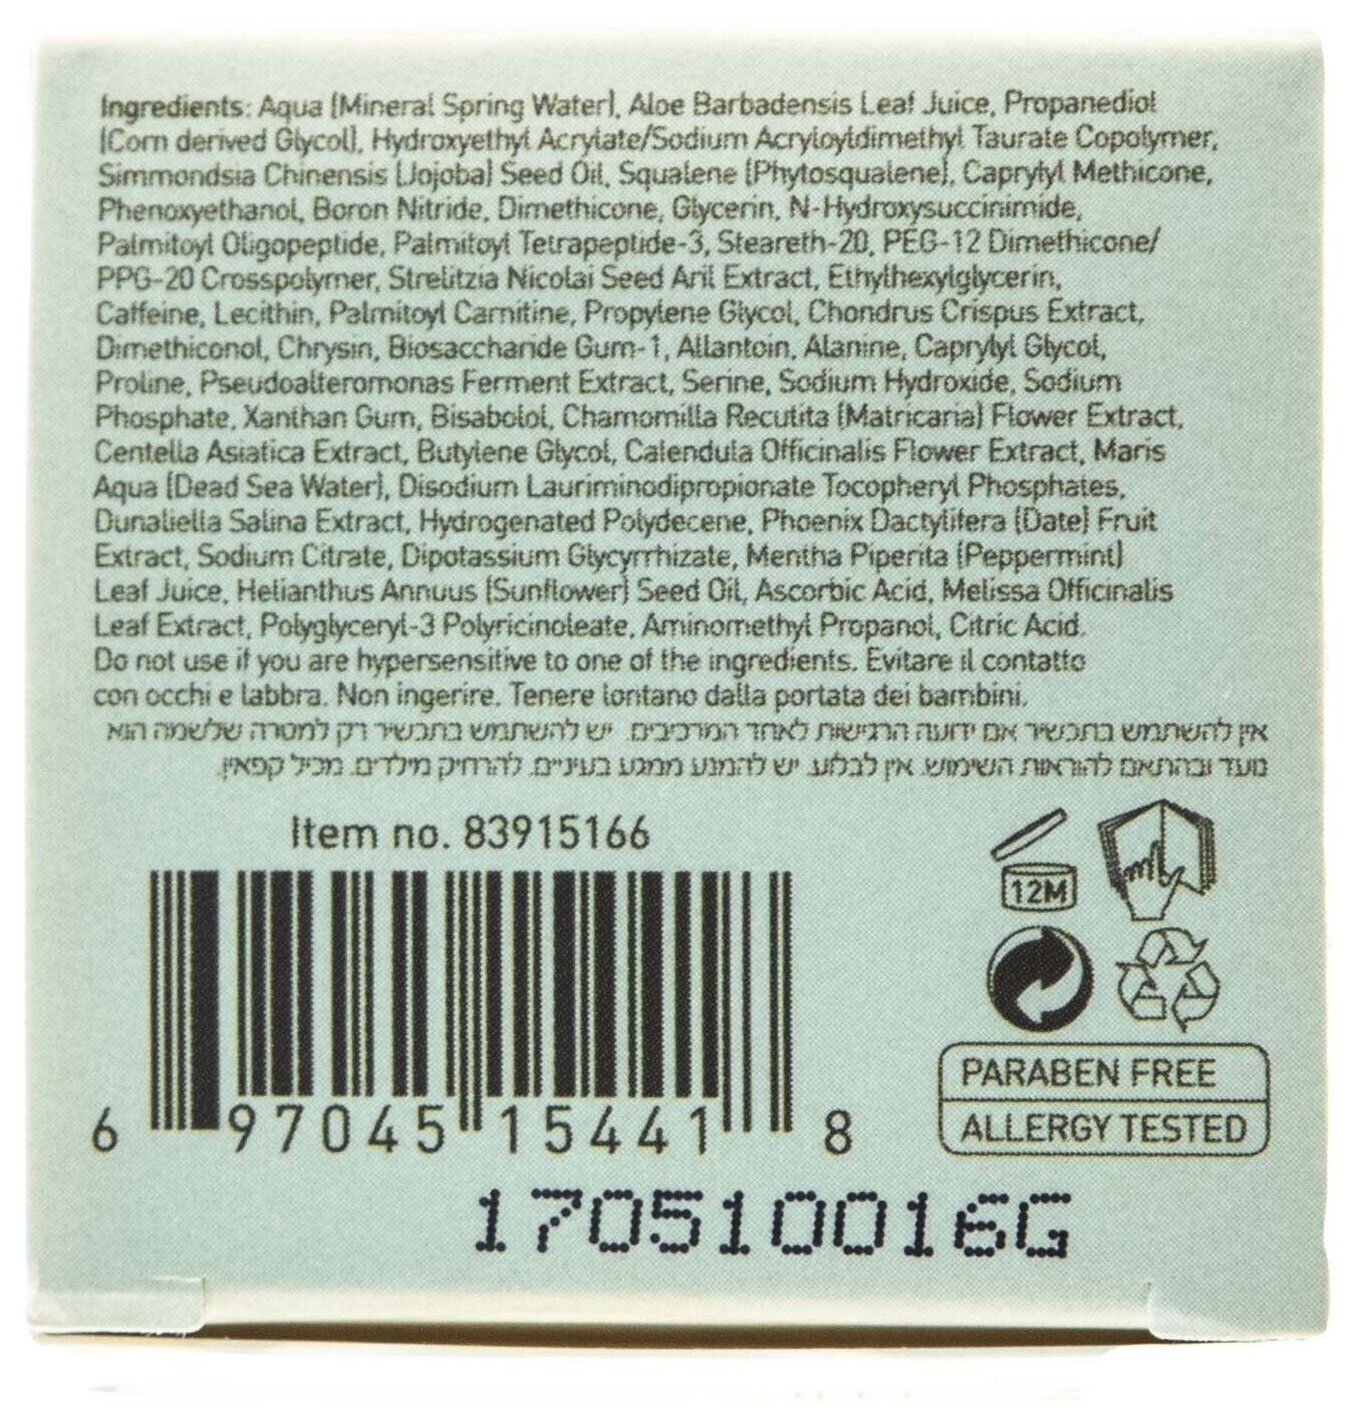 Ingredients: Aqua (Mineral Spring Water), Aloe Barbadensis Leaf Juice, Propanediol
(Corn derived Glycol), Hydroxyethyl Acrylate/Sodium Acryloyldimethyl Taurate Copolymer,
Simmondsia Chinensis (Jojoba) Seed Oil, Squalene (Phytosqualene), Caprylyl Methicone,
Phenoxyethanol, Boron Nitride, Dimethicone, Glycerin, N-Hydroxysuccinimide,
Palmitoyl Oligopeptide, Palmitoyl Tetrapeptide-3, Steareth-20, PEG-12 Dimethicone/
PPG-20 Crosspolymer, Strelitzia Nicolai Seed Aril Extract, Ethylhexylglycerin,
Caffeine, Lecithin, Palmitoyl Carnitine, Propylene Glycol, Chondrus Crispus Extract,
Dimethiconol, Chrysin, Biosaccharide Gum-1, Allantoin, Alanine, Caprylyl Glycol,
Proline, Pseudoalteromonas Ferment Extract, Serine, Sodium Hydroxide, Sodium
Phosphate, Xanthan Gum, Bisabolol, Chamomilla Recutita (Matricaria) Flower Extract,
Centella Asiatica Extract, Butylene Glycol, Calendula Officinalis Flower Extract, Maris
Aqua (Dead Sea Water), Disodium Lauriminodipropionate Tocopheryl Phosphates,
Dunaliella Salina Extract, Hydrogenated Polydecene, Phoenix Dactylifera (Date) Fruit
Extract, Sodium Citrate, Dipotassium Glycyrrhizate, Mentha Piperita (Peppermint)
Leaf Juice, Helianthus Annuus (Sunflower) Seed Oil, Ascorbic Acid, Melissa Officinalis
Leaf Extract, Polyglyceryl-3 Polyricinoleate, Aminomethyl Propanol, Citric Acid.
Do not use if you are hypersensitive to one of the ingredients. Evitare il contatto
con occhi e labbra. Non ingerire. Tenere lontano dalla portata dei bambini.
אין להשתמש בתכשיר אם ידועה הרגישות לאחד המרכיבים. יש להשתמש בתכשיר רק למטרה שלשמה הוא
נועד ובהתאם להוראות השימוש. אין לבלוע. יש להמנע ממגע בעיניים. להרחיק מילדים. מכיל קפאין.
Item no. 83915166
12M
PARABEN FREE
ALLERGY TESTED
6 97045 15441 8
170510016G